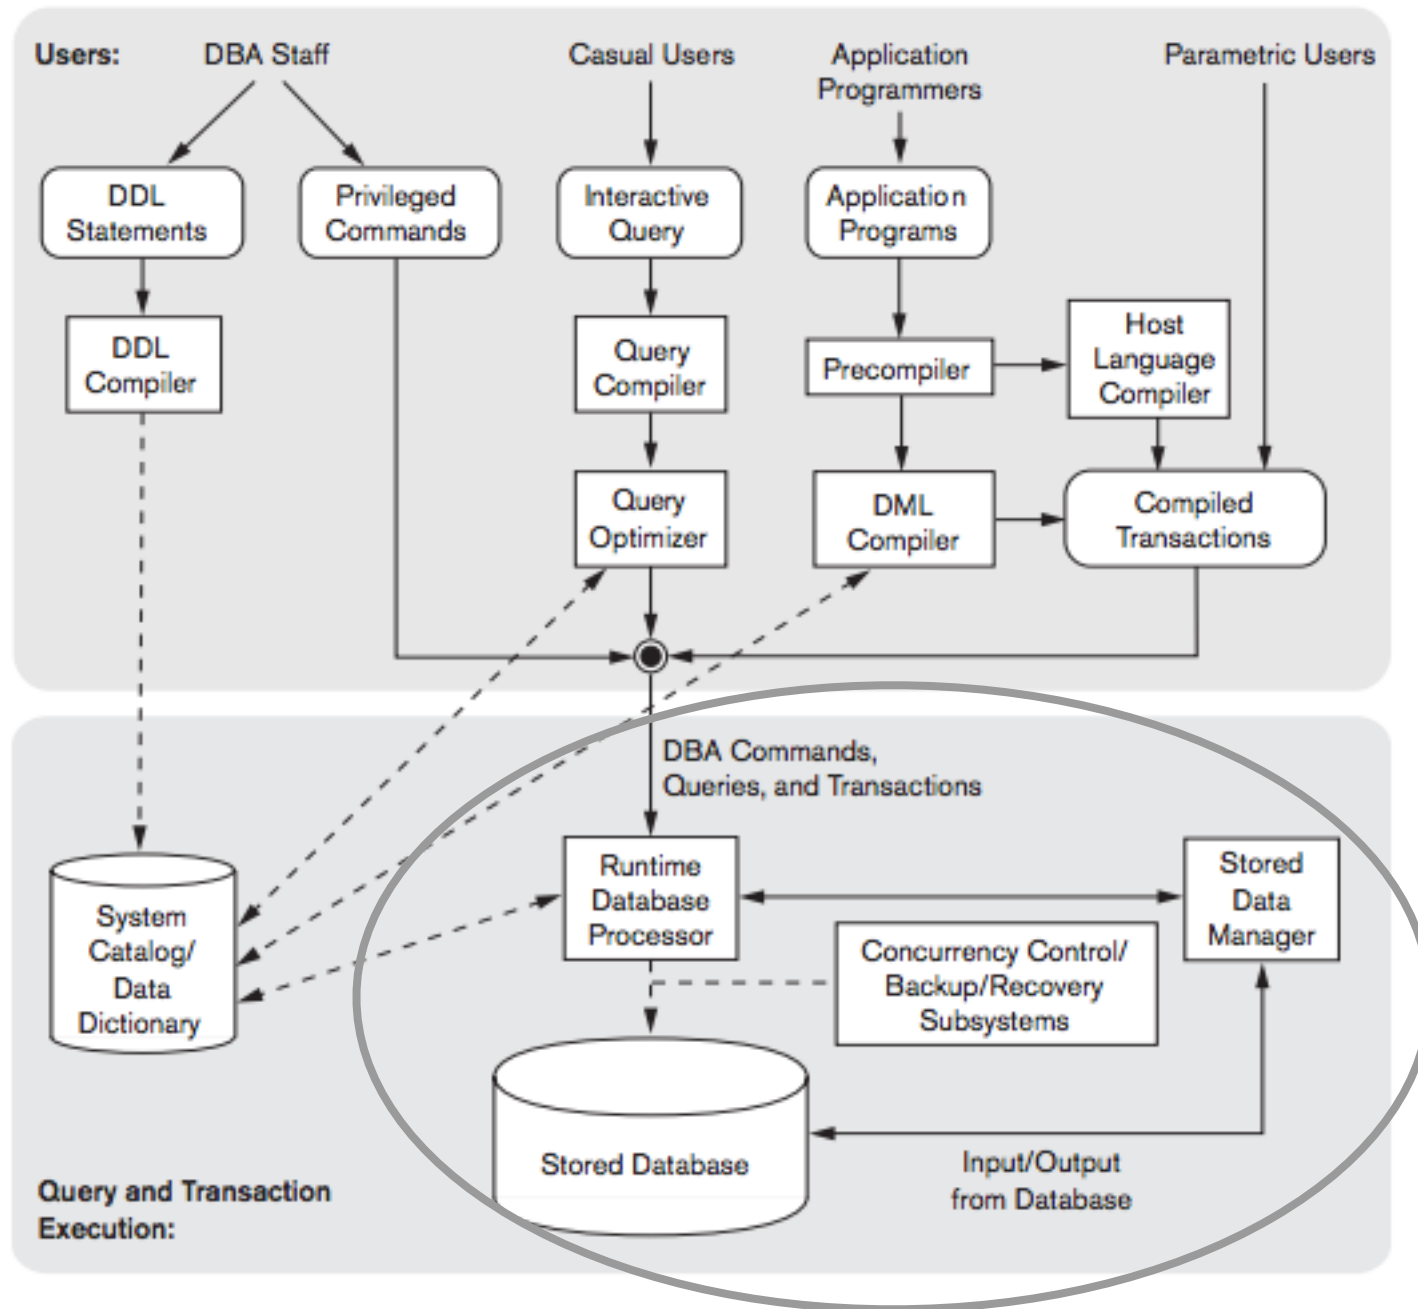 Users:
DBA Staff
Casual Users
Application
Programmers
Parametric Users
DDL
Statements
Privileged
Commands
Interactive
Query
Application
Programs
DDL
Compiler
Query
Compiler
Precompiler
Host
Language
Compiler
Query
Optimizer
DML
Compiler
Compiled
Transactions
DBA Commands,
Queries, and Transactions
System
Catalog/
Data
Dictionary
Runtime
Database
Processor
Stored
Data
Manager
Concurrency Control/
Backup/Recovery
Subsystems
Stored Database
Input/Output
from Database
Query and Transaction
Execution: